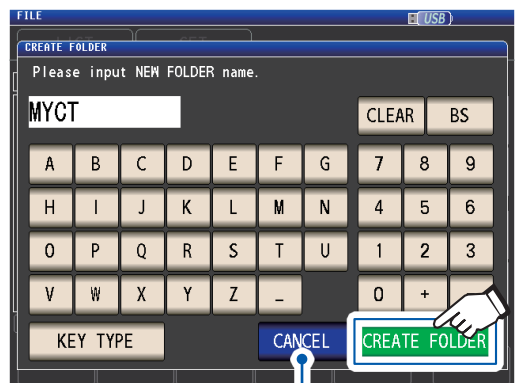 FILE USB
CREATE FOLDER
Please input NEW FOLDER name.
MYCT CLEAR BS
A B C D E F G 7 8 9
H I J K L M N 4 5 6
O P Q R S T U 1 2 3
V W X Y Z _ 0 +
KEY TYPE CANCEL CREATE FOLDER